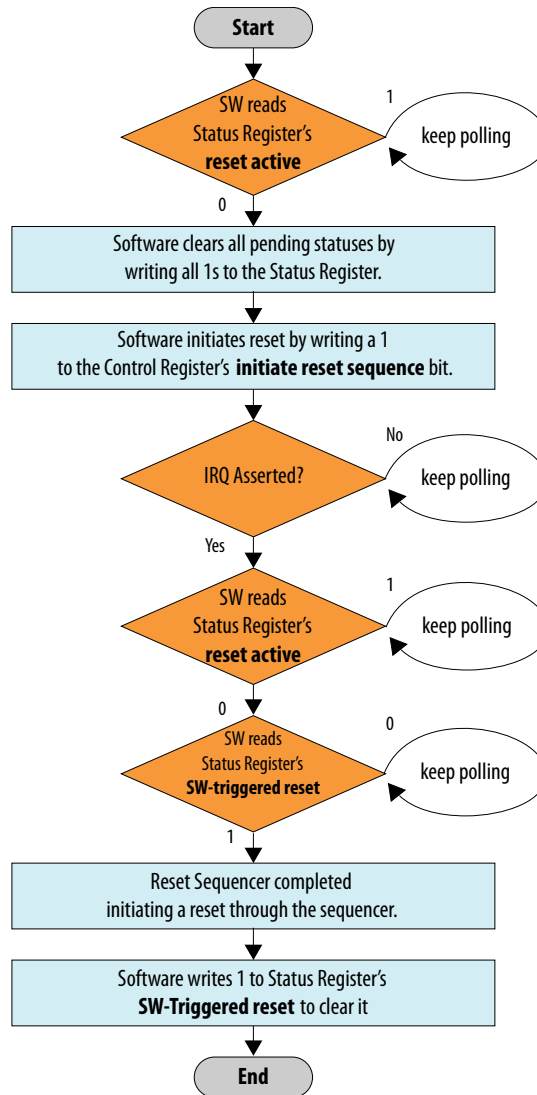 Start
SW reads
Status Register's
reset active
1
keep polling
0
Software clears all pending statuses by
writing all 1s to the Status Register.
Software initiates reset by writing a 1
to the Control Register's initiate reset sequence bit.
IRQ Asserted?
No
keep polling
Yes
SW reads
Status Register's
reset active
1
keep polling
0
SW reads
Status Register's
SW-triggered reset
0
keep polling
1
Reset Sequencer completed
initiating a reset through the sequencer.
Software writes 1 to Status Register's
SW-Triggered reset to clear it
End